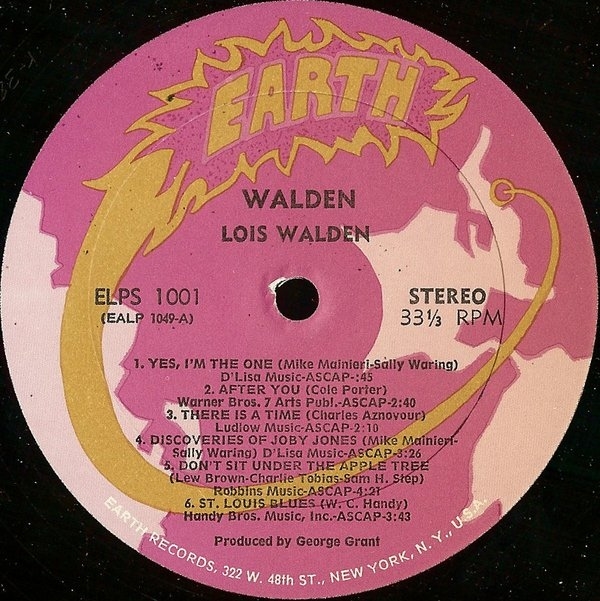 EARTH
WALDEN
LOIS WALDEN
ELPS 1001
(EALP 1049-A)
STEREO
33⅓ RPM
1. YES, I'M THE ONE (Mike Mainieri-Sally Waring)
D'Lisa Music-ASCAP-:45
2. AFTER YOU (Cole Porter)
Warner Bros. 7 Arts Publ.-ASCAP-2:40
3. THERE IS A TIME (Charles Aznovour)
Ludlow Music-ASCAP-2:10
4. DISCOVERIES OF JOBY JONES (Mike Malnieri-
Sally Waring) D'Lisa Music-ASCAP-3:26
5. DON'T SIT UNDER THE APPLE TREE
(Lew Brown-Charlie Tobias-Sam H. Step)
Robbins Music-ASCAP-4:21
6. ST. LOUIS BLUES (W. C. Handy)
Handy Bros. Music, Inc.-ASCAP-3:43
Produced by George Grant
EARTH RECORDS, 322 W. 48th ST., NEW YORK, N. Y., U.S.A.